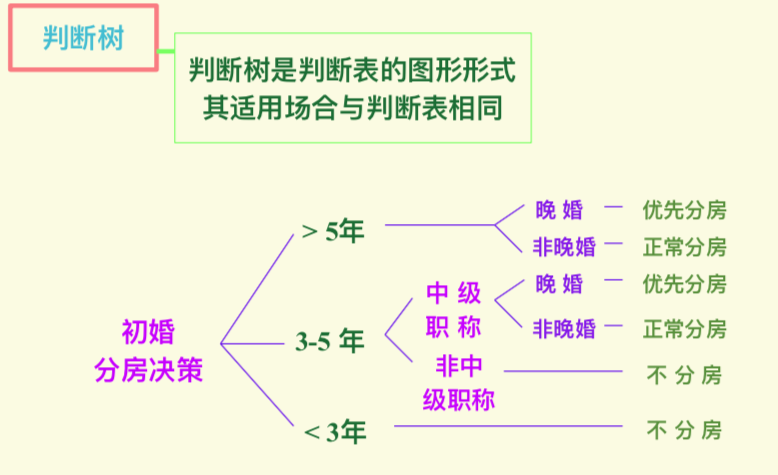 判断树
判断树是判断表的图形形式
其适用场合与判断表相同
初婚
分房决策
> 5年
晚 婚
优先分房
非晚婚
正常分房
3-5 年
中 级
职 称
晚 婚
优先分房
非晚婚
正常分房
非中
级职称
不 分 房
< 3年
不 分 房